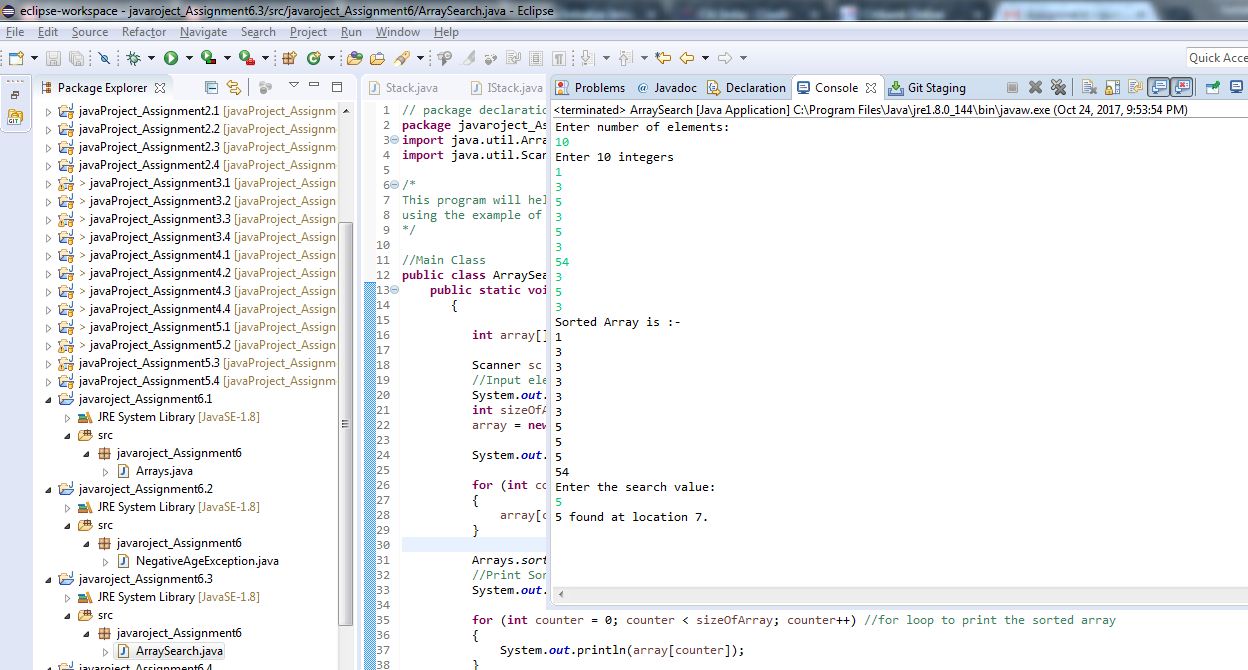 eclipse-workspace - javaroject_Assignment6.3/src/javaroject_Assignment6/ArraySearch.java - Eclipse
File Edit Source Refactor Navigate Search Project Run Window Help
Quick Acce
Package Explorer
javaProject_Assignment2.1 [javaProject_Assignm
javaProject_Assignment2.2 [javaProject_Assignm
javaProject_Assignment2.3 [javaProject_Assignm
javaProject_Assignment2.4 [javaProject_Assignm
> javaProject_Assignment3.1 [javaProject_Assign
> javaProject_Assignment3.2 [javaProject_Assign
> javaProject_Assignment3.3 [javaProject_Assign
> javaProject_Assignment3.4 [javaProject_Assign
> javaProject_Assignment4.1 [javaProject_Assign
> javaProject_Assignment4.2 [javaProject_Assign
> javaProject_Assignment4.3 [javaProject_Assign
> javaProject_Assignment4.4 [javaProject_Assign
> javaProject_Assignment5.1 [javaProject_Assign
> javaProject_Assignment5.2 [javaProject_Assign
javaProject_Assignment5.3 [javaProject_Assignm
javaProject_Assignment5.4 [javaProject_Assignm
javaroject_Assignment6.1
JRE System Library [JavaSE-1.8]
src
javaroject_Assignment6
Arrays.java
javaroject_Assignment6.2
JRE System Library [JavaSE-1.8]
src
javaroject_Assignment6
NegativeAgeException.java
javaroject_Assignment6.3
JRE System Library [JavaSE-1.8]
src
javaroject_Assignment6
ArraySearch.java
javaroject_Assignment6.4
Stack.java IStack.java
1 // package declaratio
2 package javaroject_As
3 import java.util.Arra
4 import java.util.Scan
5
6 /*
7 This program will hel
8 using the example of
9 */
10
11 //Main Class
12 public class ArraySea
13 public static voi
14 {
15
16 int array[]
17
18 Scanner sc
19 //Input ele
20 System.out.
21 int sizeOfA
22 array = new
23
24 System.out.
25
26 for (int co
27 {
28 array[c
29 }
30
31 Arrays.sort
32 //Print Sor
33 System.out.
34
35 for (int counter = 0; counter < sizeOfArray; counter++) //for loop to print the sorted array
36 {
37 System.out.println(array[counter]);
38 }
Problems @ Javadoc Declaration Console Git Staging
<terminated> ArraySearch [Java Application] C:\Program Files\Java\jre1.8.0_144\bin\javaw.exe (Oct 24, 2017, 9:53:54 PM)
Enter number of elements:
10
Enter 10 integers
1
3
5
3
5
3
54
3
5
3
Sorted Array is :-
1
3
3
3
3
3
5
5
5
54
Enter the search value:
5
5 found at location 7.